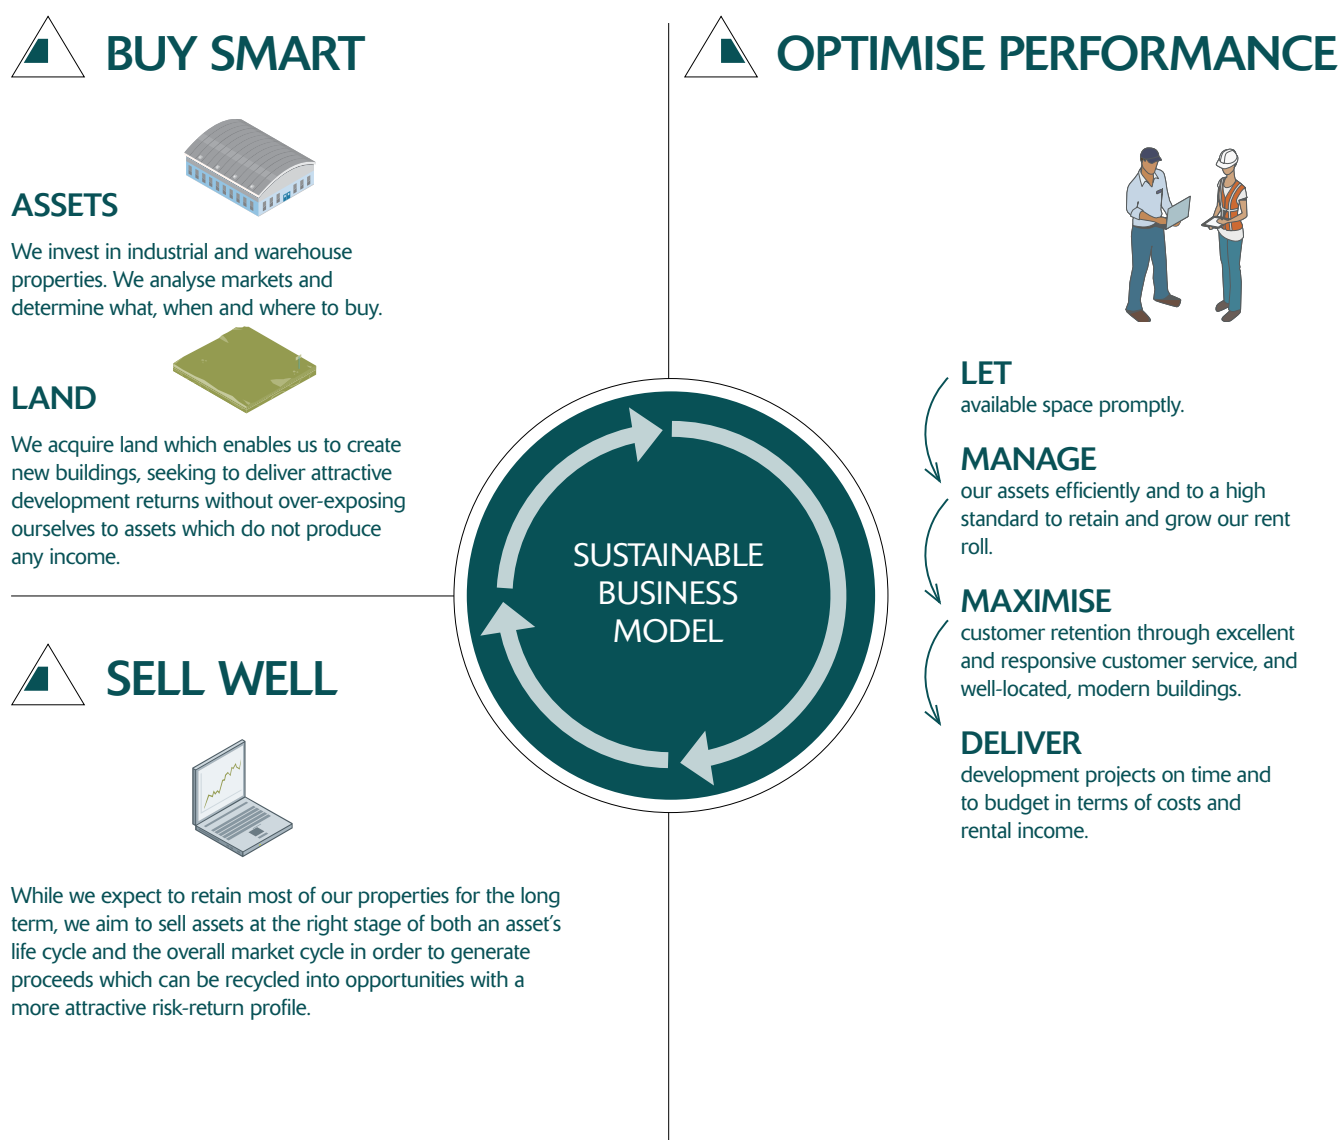 BUY SMART
ASSETS
We invest in industrial and warehouse
properties. We analyse markets and
determine what, when and where to buy.
LAND
We acquire land which enables us to create
new buildings, seeking to deliver attractive
development returns without over-exposing
ourselves to assets which do not produce
any income.
OPTIMISE PERFORMANCE
LET
available space promptly.
MANAGE
our assets efficiently and to a high
standard to retain and grow our rent
roll.
MAXIMISE
customer retention through excellent
and responsive customer service, and
well-located, modern buildings.
DELIVER
development projects on time and
to budget in terms of costs and
rental income.
SUSTAINABLE
BUSINESS
MODEL
SELL WELL
While we expect to retain most of our properties for the long
term, we aim to sell assets at the right stage of both an asset’s
life cycle and the overall market cycle in order to generate
proceeds which can be recycled into opportunities with a
more attractive risk-return profile.